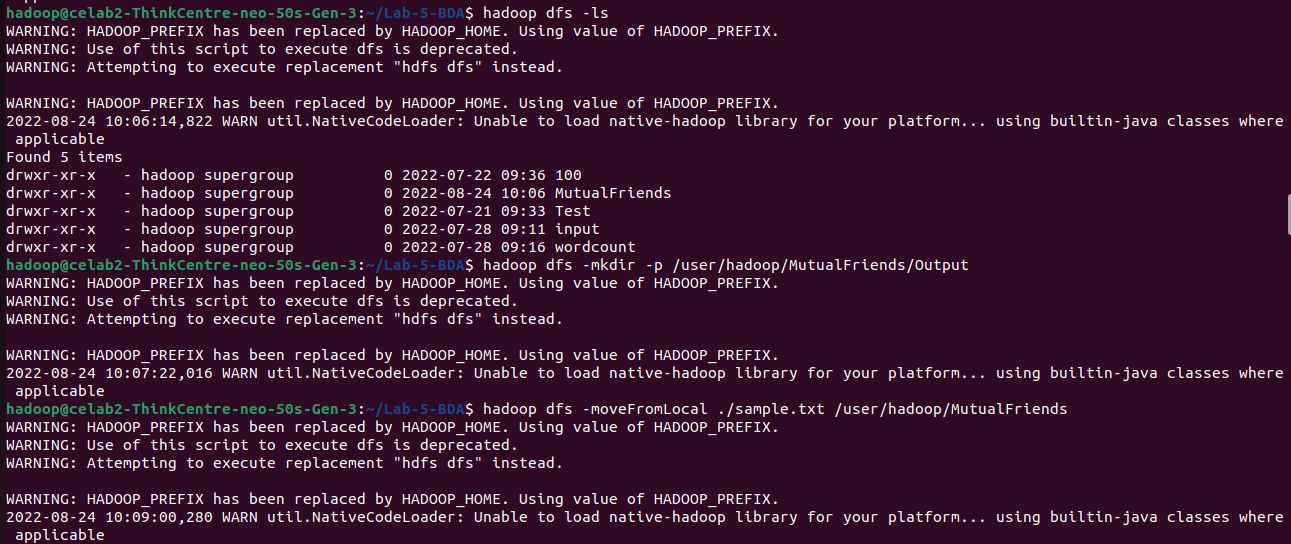 hadoop@celab2-ThinkCentre-neo-50s-Gen-3:~/Lab-5-BDA$ hadoop dfs -ls
WARNING: HADOOP_PREFIX has been replaced by HADOOP_HOME. Using value of HADOOP_PREFIX.
WARNING: Use of this script to execute dfs is deprecated.
WARNING: Attempting to execute replacement "hdfs dfs" instead.

WARNING: HADOOP_PREFIX has been replaced by HADOOP_HOME. Using value of HADOOP_PREFIX.
2022-08-24 10:06:14,822 WARN util.NativeCodeLoader: Unable to load native-hadoop library for your platform... using builtin-java classes where
 applicable
Found 5 items
drwxr-xr-x   - hadoop supergroup          0 2022-07-22 09:36 100
drwxr-xr-x   - hadoop supergroup          0 2022-08-24 10:06 MutualFriends
drwxr-xr-x   - hadoop supergroup          0 2022-07-21 09:33 Test
drwxr-xr-x   - hadoop supergroup          0 2022-07-28 09:11 input
drwxr-xr-x   - hadoop supergroup          0 2022-07-28 09:16 wordcount
hadoop@celab2-ThinkCentre-neo-50s-Gen-3:~/Lab-5-BDA$ hadoop dfs -mkdir -p /user/hadoop/MutualFriends/Output
WARNING: HADOOP_PREFIX has been replaced by HADOOP_HOME. Using value of HADOOP_PREFIX.
WARNING: Use of this script to execute dfs is deprecated.
WARNING: Attempting to execute replacement "hdfs dfs" instead.

WARNING: HADOOP_PREFIX has been replaced by HADOOP_HOME. Using value of HADOOP_PREFIX.
2022-08-24 10:07:22,016 WARN util.NativeCodeLoader: Unable to load native-hadoop library for your platform... using builtin-java classes where
 applicable
hadoop@celab2-ThinkCentre-neo-50s-Gen-3:~/Lab-5-BDA$ hadoop dfs -moveFromLocal ./sample.txt /user/hadoop/MutualFriends
WARNING: HADOOP_PREFIX has been replaced by HADOOP_HOME. Using value of HADOOP_PREFIX.
WARNING: Use of this script to execute dfs is deprecated.
WARNING: Attempting to execute replacement "hdfs dfs" instead.

WARNING: HADOOP_PREFIX has been replaced by HADOOP_HOME. Using value of HADOOP_PREFIX.
2022-08-24 10:09:00,280 WARN util.NativeCodeLoader: Unable to load native-hadoop library for your platform... using builtin-java classes where
 applicable